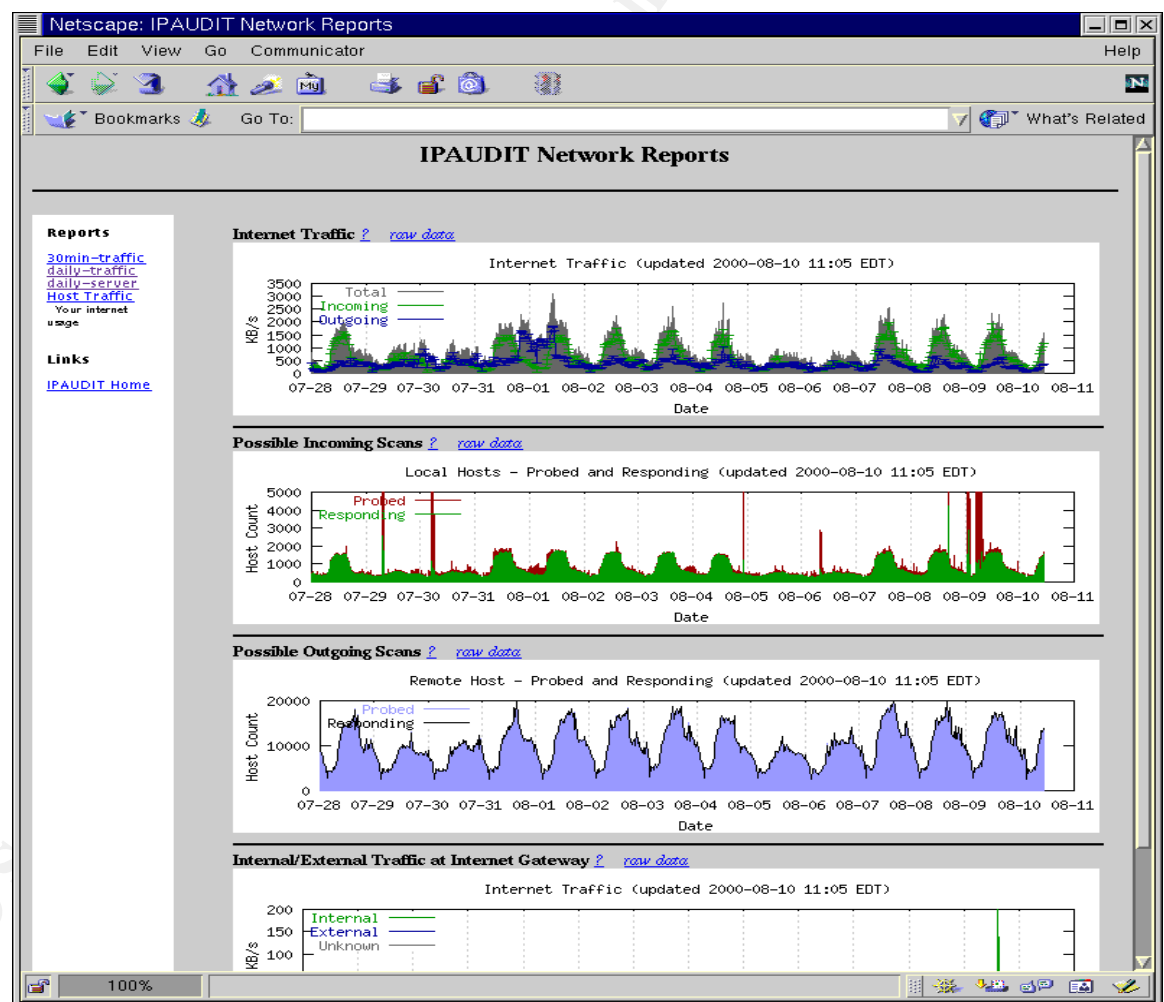 Netscape: IPAUDIT Network Reports
File Edit View Go Communicator Help
My N
Bookmarks Go To: What's Related
IPAUDIT Network Reports
Reports
30min-traffic
daily-traffic
daily-server
Host Traffic
Your internet
usage
Links
IPAUDIT Home
Internet Traffic ? raw data
Internet Traffic (updated 2000-08-10 11:05 EDT)
KB/s
3500
3000
2500
2000
1500
1000
500
0
Total
Incoming
Outgoing
07-28 07-29 07-30 07-31 08-01 08-02 08-03 08-04 08-05 08-06 08-07 08-08 08-09 08-10 08-11
Date
Possible Incoming Scans ? raw data
Local Hosts - Probed and Responding (updated 2000-08-10 11:05 EDT)
Host Count
5000
4000
3000
2000
1000
0
Probed
Responding
07-28 07-29 07-30 07-31 08-01 08-02 08-03 08-04 08-05 08-06 08-07 08-08 08-09 08-10 08-11
Date
Possible Outgoing Scans ? raw data
Remote Host - Probed and Responding (updated 2000-08-10 11:05 EDT)
Host Count
20000
10000
0
Probed
Responding
07-28 07-29 07-30 07-31 08-01 08-02 08-03 08-04 08-05 08-06 08-07 08-08 08-09 08-10 08-11
Date
Internal/External Traffic at Internet Gateway ? raw data
Internet Traffic (updated 2000-08-10 11:05 EDT)
KB/s
200
150
100
Internal
External
Unknown
100%